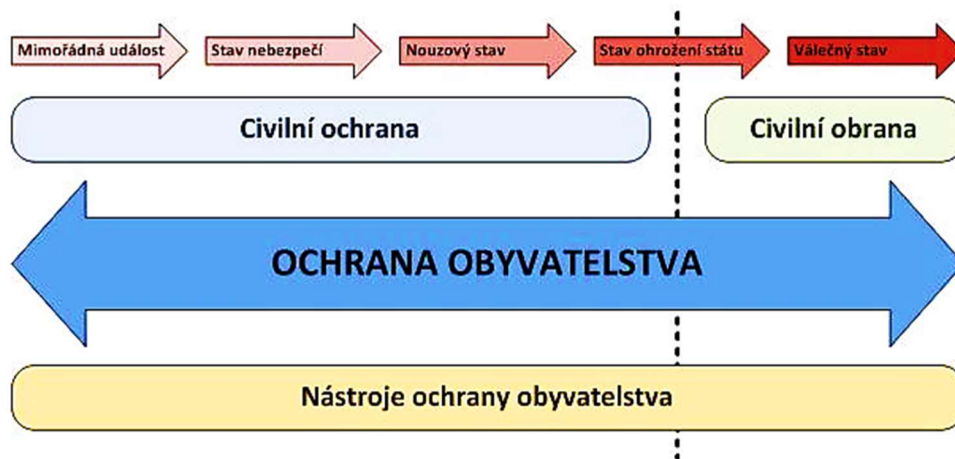 Mimořádná událost
Stav nebezpečí
Nouzový stav
Stav ohrožení státu
Válečný stav
Civilní ochrana
Civilní obrana
OCHRANA OBYVATELSTVA
Nástroje ochrany obyvatelstva